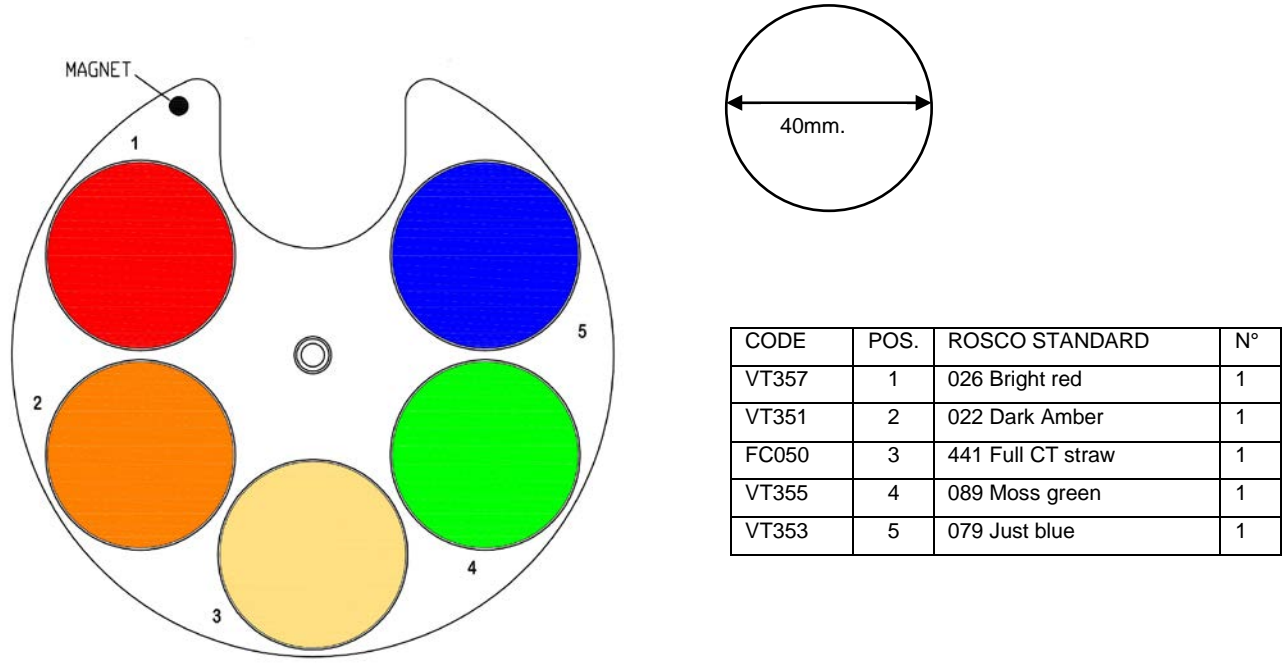 MAGNET
1
2
3
4
5
40mm.
CODE POS. ROSCO STANDARD N°
VT357 1 026 Bright red 1
VT351 2 022 Dark Amber 1
FC050 3 441 Full CT straw 1
VT355 4 089 Moss green 1
VT353 5 079 Just blue 1